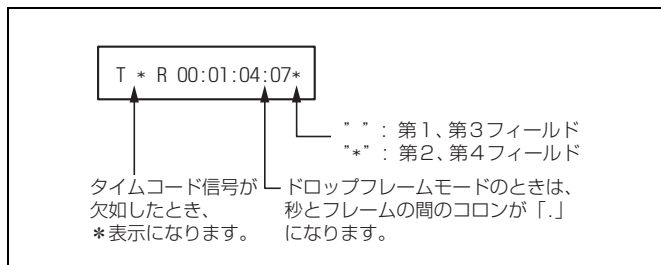 T * R 00:01:04:07*
" " : 第1、第3フィールド
"*" : 第2、第4フィールド
タイムコード信号が
欠如したとき、
*表示になります。
ドロップフレームモードのときは、
秒とフレームの間のコロンが「.」
になります。